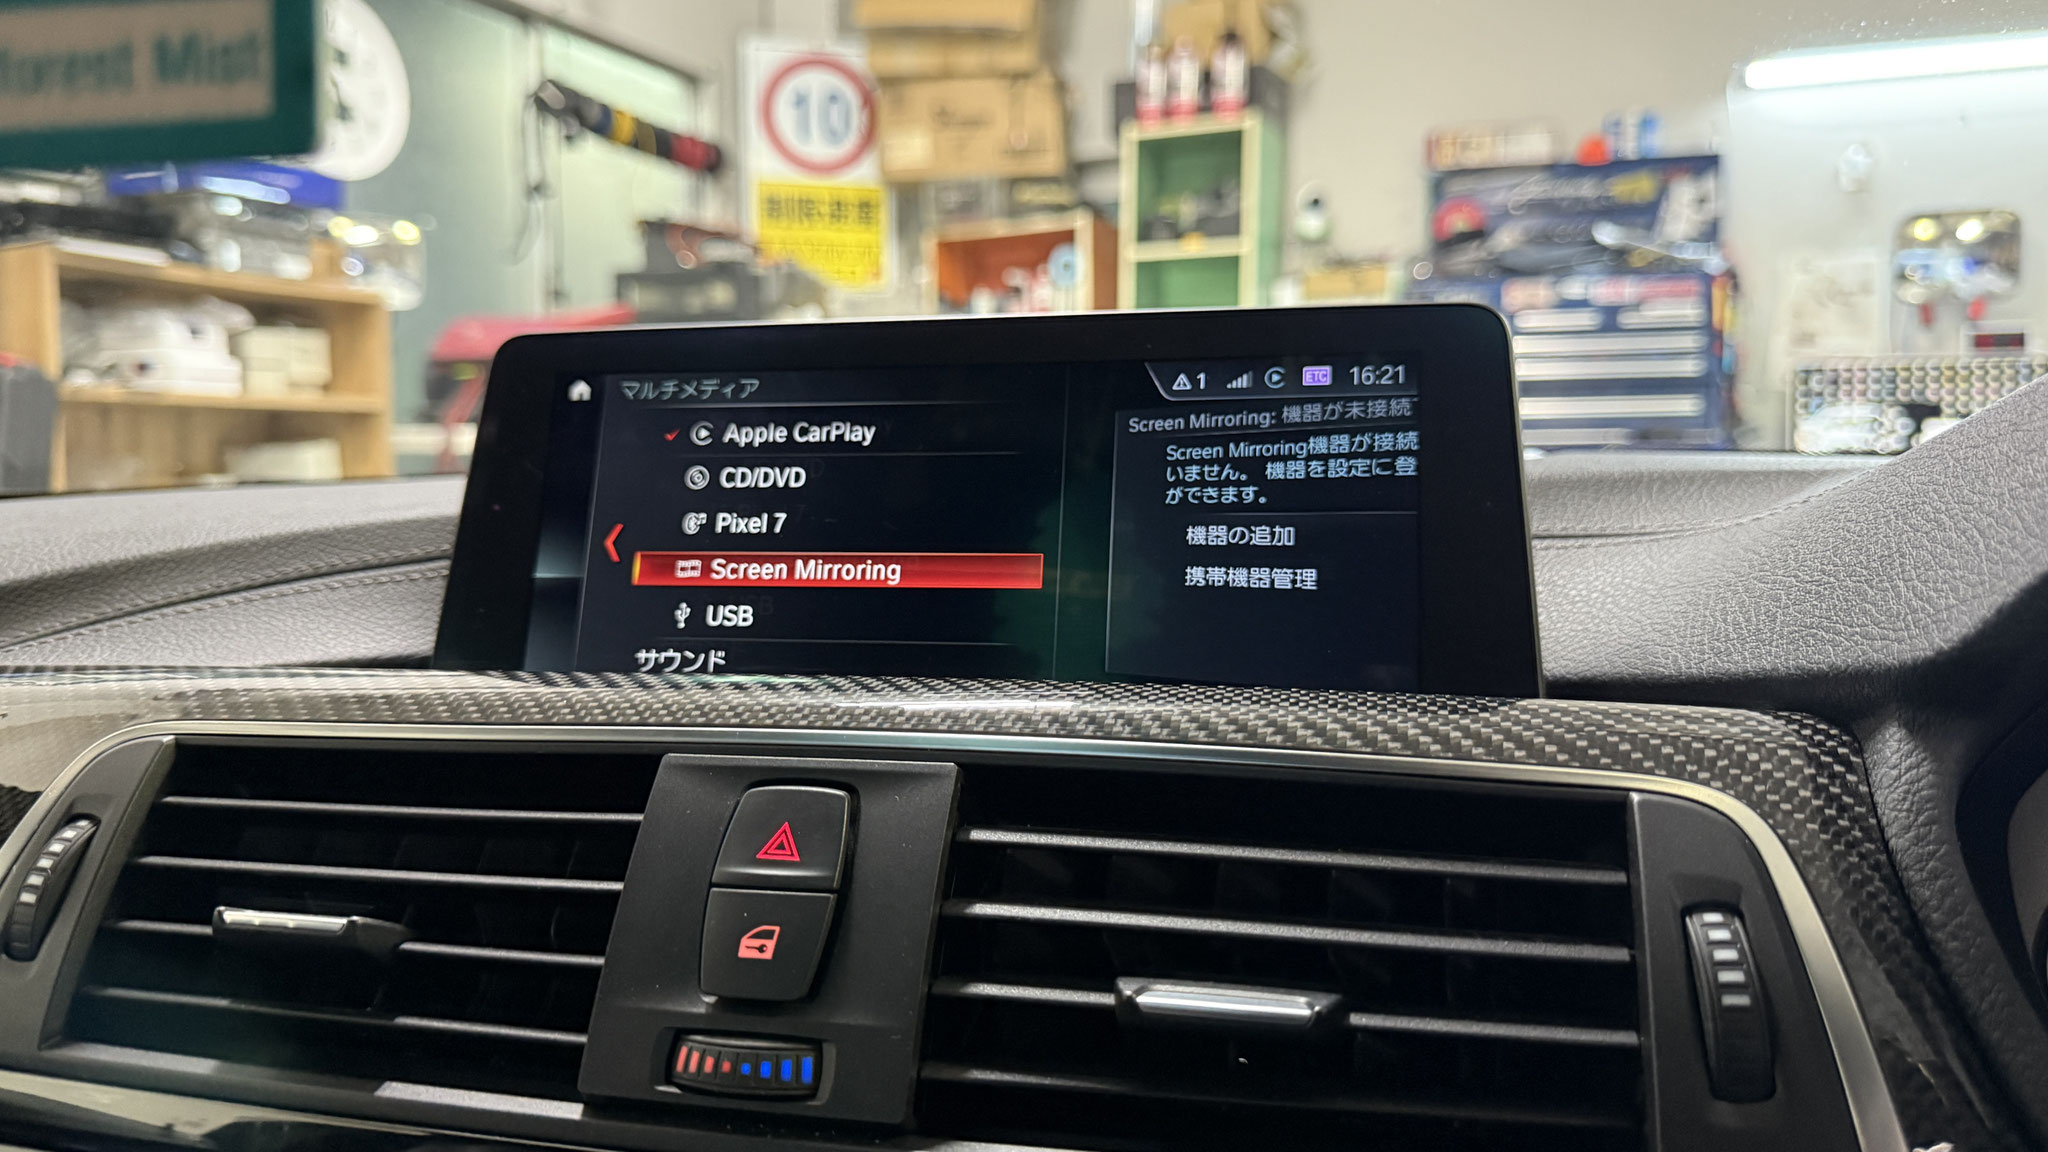 Forest Mist
10
マルチメディア
Apple CarPlay
CD/DVD
Pixel 7
Screen Mirroring
USB
サウンド
1
ETC
16:21
Screen Mirroring: 機器が未接続
Screen Mirroring機器が接続
いません。 機器を設定に登
ができます。
機器の追加
携帯機器管理